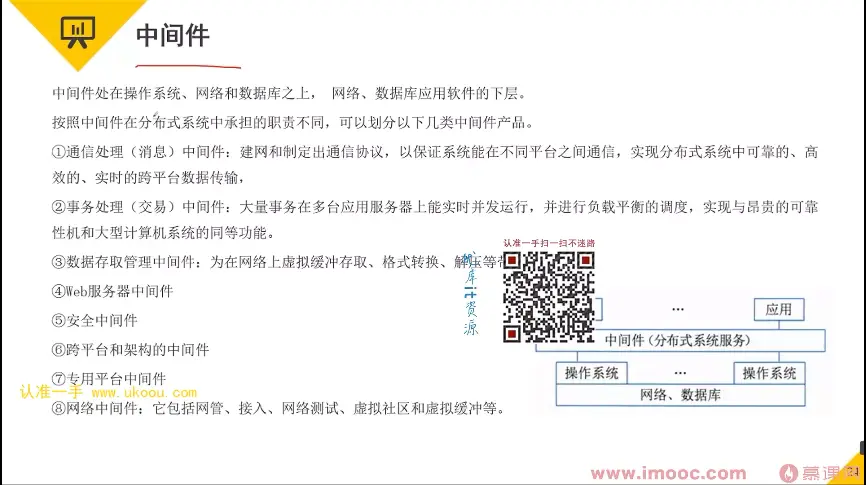 中间件
中间件处在操作系统、网络和数据库之上， 网络、数据库应用软件的下层。
按照中间件在分布式系统中承担的职责不同，可以划分以下几类中间件产品。
①通信处理（消息）中间件：建网和制定出通信协议，以保证系统能在不同平台之间通信，实现分布式系统中可靠的、高
效的、实时的跨平台数据传输，
②事务处理（交易）中间件：大量事务在多台应用服务器上能实时并发运行，并进行负载平衡的调度，实现与昂贵的可靠
性机和大型计算机系统的同等功能。
认准一手扫一扫不迷路
③数据存取管理中间件：为在网络上虚拟缓冲存取、格式转换、解压等
库it资源
④Web服务器中间件
⑤安全中间件
⑥跨平台和架构的中间件
⑦专用平台中间件
认准一手 www.ukoou.com
⑧网络中间件：它包括网管、接入、网络测试、虚拟社区和虚拟缓冲等。
… 应用
中间件(分布式系统服务)
操作系统 … 操作系统
网络、数据库
www.imooc.com 慕课